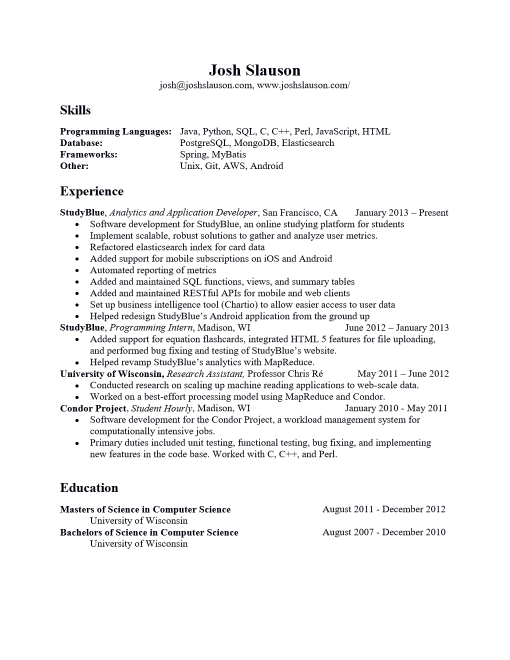 Josh Slauson
josh@joshslauson.com, www.joshslauson.com/
Skills
Programming Languages: Java, Python, SQL, C, C++, Perl, JavaScript, HTML
Database: PostgreSQL, MongoDB, Elasticsearch
Frameworks: Spring, MyBatis
Other: Unix, Git, AWS, Android
Experience
StudyBlue, Analytics and Application Developer, San Francisco, CA January 2013 – Present
• Software development for StudyBlue, an online studying platform for students
• Implement scalable, robust solutions to gather and analyze user metrics.
• Refactored elasticsearch index for card data
• Added support for mobile subscriptions on iOS and Android
• Automated reporting of metrics
• Added and maintained SQL functions, views, and summary tables
• Added and maintained RESTful APIs for mobile and web clients
• Set up business intelligence tool (Chartio) to allow easier access to user data
• Helped redesign StudyBlue's Android application from the ground up
StudyBlue, Programming Intern, Madison, WI June 2012 – January 2013
• Added support for equation flashcards, integrated HTML 5 features for file uploading,
and performed bug fixing and testing of StudyBlue's website.
• Helped revamp StudyBlue's analytics with MapReduce.
University of Wisconsin, Research Assistant, Professor Chris Ré May 2011 – June 2012
• Conducted research on scaling up machine reading applications to web-scale data.
• Worked on a best-effort processing model using MapReduce and Condor.
Condor Project, Student Hourly, Madison, WI January 2010 - May 2011
• Software development for the Condor Project, a workload management system for
computationally intensive jobs.
• Primary duties included unit testing, functional testing, bug fixing, and implementing
new features in the code base. Worked with C, C++, and Perl.
Education
Masters of Science in Computer Science August 2011 - December 2012
University of Wisconsin
Bachelors of Science in Computer Science August 2007 - December 2010
University of Wisconsin